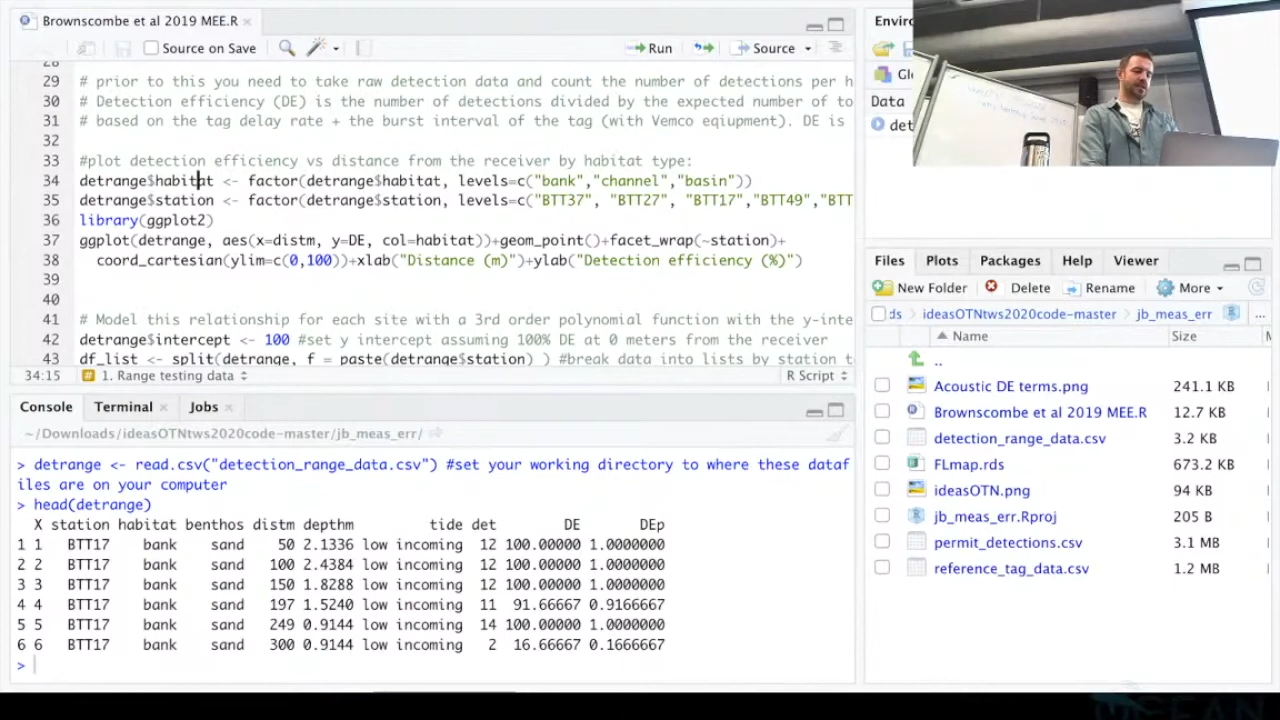 Brownscombe et al 2019 MEE.R
Source on Save
Run
Source
28
29 # prior to this you need to take raw detection data and count the number of detections per h
30 # Detection efficiency (DE) is the number of detections divided by the expected number of to
31 # based on the tag delay rate + the burst interval of the tag (with Vemco eqiupment). DE is
32
33 #plot detection efficiency vs distance from the receiver by habitat type:
34 detrange$habitat <- factor(detrange$habitat, levels=c("bank","channel","basin"))
35 detrange$station <- factor(detrange$station, levels=c("BTT37", "BTT27", "BTT17","BTT49","BTT
36 library(ggplot2)
37 ggplot(detrange, aes(x=distm, y=DE, col=habitat))+geom_point()+facet_wrap(~station)+
38 coord_cartesian(ylim=c(0,100))+xlab("Distance (m)")+ylab("Detection efficiency (%)")
39
40
41 # Model this relationship for each site with a 3rd order polynomial function with the y-inte
42 detrange$intercept <- 100 #set y intercept assuming 100% DE at 0 meters from the receiver
43 df_list <- split(detrange, f = paste(detrange$station) ) #break data into lists by station to
34:15 # 1. Range testing data R Script
Console Terminal Jobs
~/Downloads/ideasOTNtws2020code-master/jb_meas_err/
> detrange <- read.csv("detection_range_data.csv") #set your working directory to where these dataf
iles are on your computer
> head(detrange)
X station habitat benthos distm depthm tide det DE DEp
1 1 BTT17 bank sand 50 2.1336 low incoming 12 100.00000 1.0000000
2 2 BTT17 bank sand 100 2.4384 low incoming 12 100.00000 1.0000000
3 3 BTT17 bank sand 150 1.8288 low incoming 12 100.00000 1.0000000
4 4 BTT17 bank sand 197 1.5240 low incoming 11 91.66667 0.9166667
5 5 BTT17 bank sand 249 0.9144 low incoming 14 100.00000 1.0000000
6 6 BTT17 bank sand 300 0.9144 low incoming 2 16.66667 0.1666667
>
Enviro
Glo
Data
det
Files Plots Packages Help Viewer
New Folder Delete Rename More
ds ideasOTNtws2020code-master jb_meas_err ...
Name Size M
..
Acoustic DE terms.png 241.1 KB
Brownscombe et al 2019 MEE.R 12.7 KB
detection_range_data.csv 3.2 KB
FLmap.rds 673.2 KB
ideasOTN.png 94 KB
jb_meas_err.Rproj 205 B
permit_detections.csv 3.1 MB
reference_tag_data.csv 1.2 MB